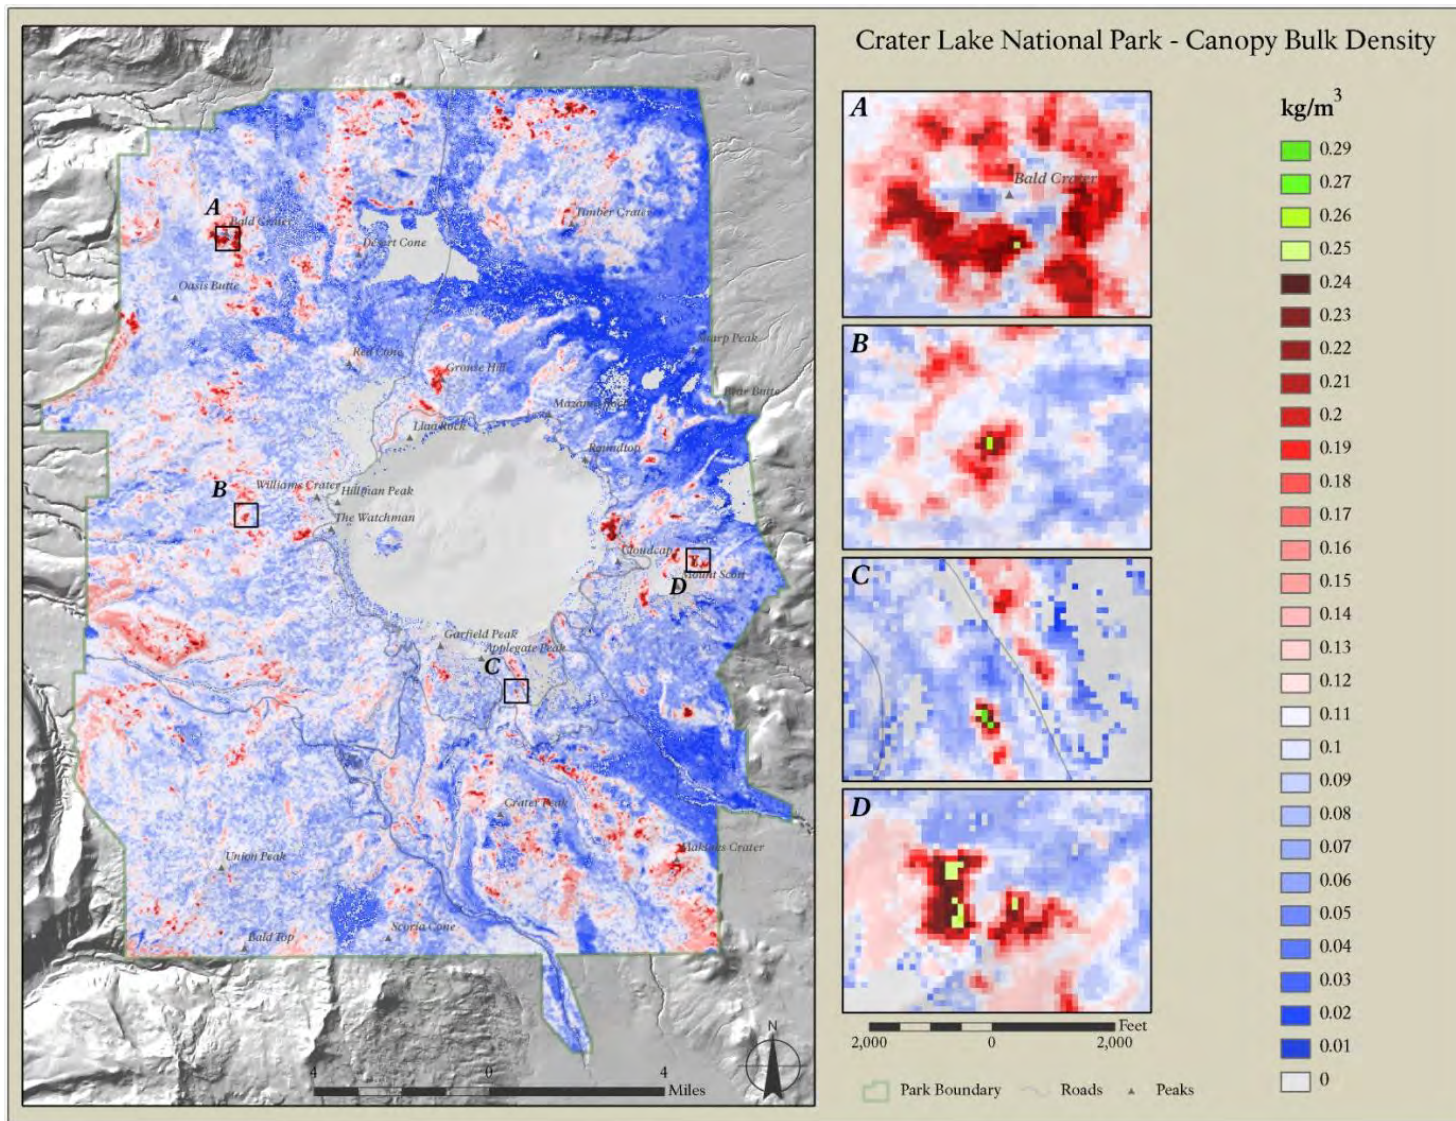 Crater Lake National Park - Canopy Bulk Density
A
Bald Crater
Timber Crater
Desert Cone
Oasis Butte
Sharp Peak
Red Cone
Grouse Hill
Bear Butte
Mazama Rock
Llao Rock
Roundtop
B
Williams Crater
Hillman Peak
The Watchman
Cloudcap
D
Mount Scott
Garfield Peak
Applegate Peak
C
Crater Peak
Maklaks Crater
Union Peak
Bald Top
Scoria Cone
N
4 0 4
Miles
A
Bald Crater
B
C
D
Feet
2,000 0 2,000
Park Boundary Roads Peaks
kg/m³
0.29
0.27
0.26
0.25
0.24
0.23
0.22
0.21
0.2
0.19
0.18
0.17
0.16
0.15
0.14
0.13
0.12
0.11
0.1
0.09
0.08
0.07
0.06
0.05
0.04
0.03
0.02
0.01
0